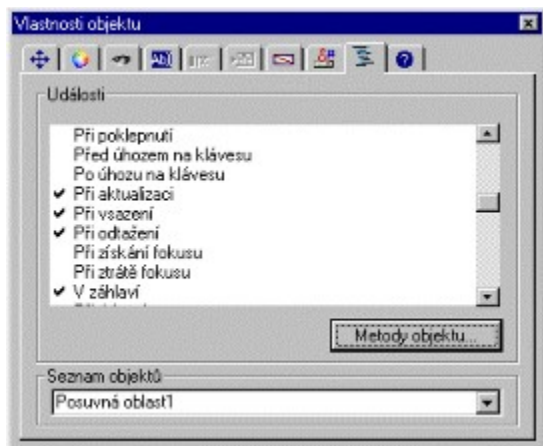 Vlastnosti objektu
Události
Při poklepnutí
Před úhozem na klávesu
Po úhozu na klávesu
Při aktualizaci
Při vsazení
Při odtažení
Při získání fokusu
Při ztrátě fokusu
V záhlaví
Metody objektu...
Seznam objektů
Posuvná oblast1